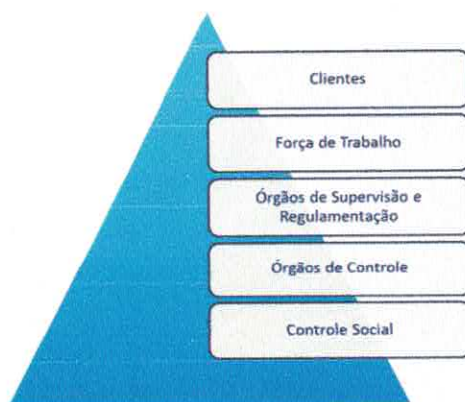 Clientes
Força de Trabalho
Órgãos de Supervisão e
Regulamentação
Órgãos de Controle
Controle Social